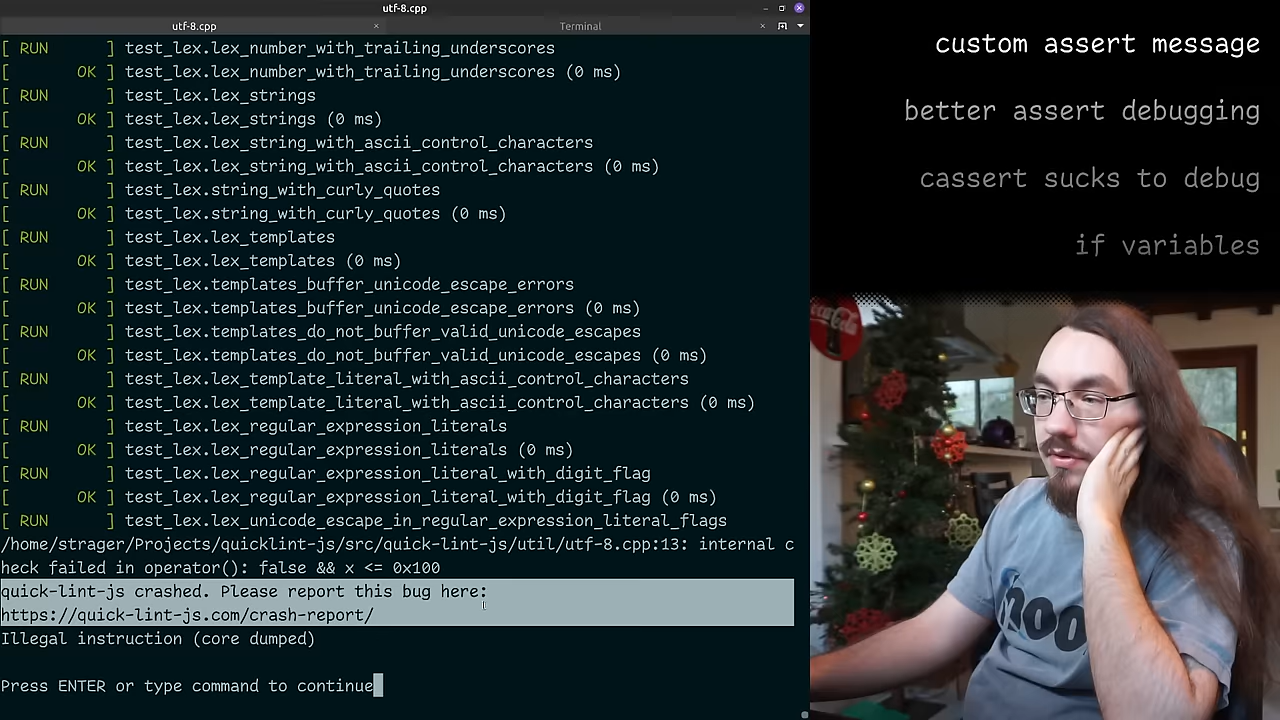 utf-8.cpp
utf-8.cpp
Terminal
[ RUN      ] test_lex.lex_number_with_trailing_underscores
[       OK ] test_lex.lex_number_with_trailing_underscores (0 ms)
[ RUN      ] test_lex.lex_strings
[       OK ] test_lex.lex_strings (0 ms)
[ RUN      ] test_lex.lex_string_with_ascii_control_characters
[       OK ] test_lex.lex_string_with_ascii_control_characters (0 ms)
[ RUN      ] test_lex.string_with_curly_quotes
[       OK ] test_lex.string_with_curly_quotes (0 ms)
[ RUN      ] test_lex.lex_templates
[       OK ] test_lex.lex_templates (0 ms)
[ RUN      ] test_lex.templates_buffer_unicode_escape_errors
[       OK ] test_lex.templates_buffer_unicode_escape_errors (0 ms)
[ RUN      ] test_lex.templates_do_not_buffer_valid_unicode_escapes
[       OK ] test_lex.templates_do_not_buffer_valid_unicode_escapes (0 ms)
[ RUN      ] test_lex.lex_template_literal_with_ascii_control_characters
[       OK ] test_lex.lex_template_literal_with_ascii_control_characters (0 ms)
[ RUN      ] test_lex.lex_regular_expression_literals
[       OK ] test_lex.lex_regular_expression_literals (0 ms)
[ RUN      ] test_lex.lex_regular_expression_literal_with_digit_flag
[       OK ] test_lex.lex_regular_expression_literal_with_digit_flag (0 ms)
[ RUN      ] test_lex.lex_unicode_escape_in_regular_expression_literal_flags
/home/strager/Projects/quicklint-js/src/quick-lint-js/util/utf-8.cpp:13: internal c
heck failed in operator(): false && x <= 0x100
quick-lint-js crashed. Please report this bug here:
https://quick-lint-js.com/crash-report/
Illegal instruction (core dumped)
Press ENTER or type command to continue
custom assert message
better assert debugging
cassert sucks to debug
if variables
Coca-Cola